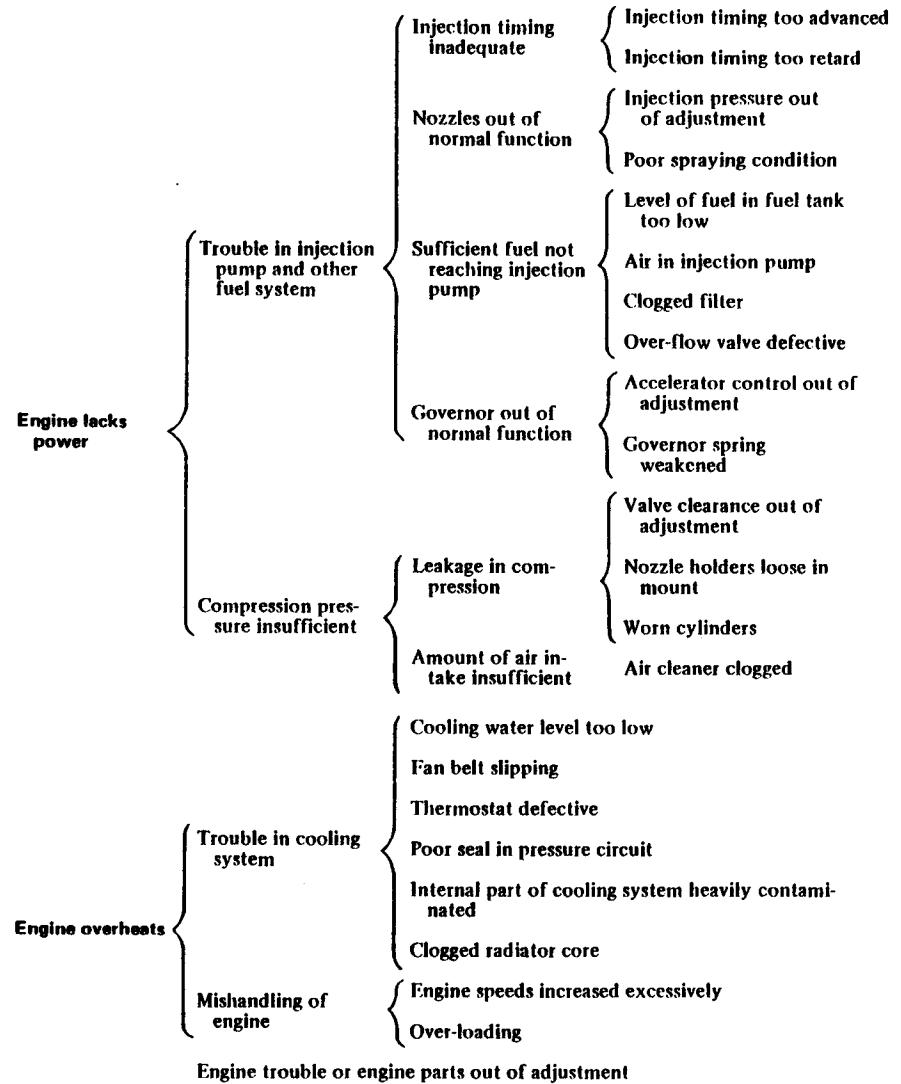 Injection timing
inadequate
Injection timing too advanced
Injection timing too retard
Nozzles out of
normal function
Injection pressure out
of adjustment
Poor spraying condition
Trouble in injection
pump and other
fuel system
Sufficient fuel not
reaching injection
pump
Level of fuel in fuel tank
too low
Air in injection pump
Clogged filter
Over-flow valve defective
Engine lacks
power
Governor out of
normal function
Accelerator control out of
adjustment
Governor spring
weakened
Compression pres-
sure insufficient
Leakage in com-
pression
Valve clearance out of
adjustment
Nozzle holders loose in
mount
Worn cylinders
Amount of air in-
take insufficient
Air cleaner clogged
Engine overheats
Trouble in cooling
system
Cooling water level too low
Fan belt slipping
Thermostat defective
Poor seal in pressure circuit
Internal part of cooling system heavily contami-
nated
Clogged radiator core
Mishandling of
engine
Engine speeds increased excessively
Over-loading
Engine trouble or engine parts out of adjustment